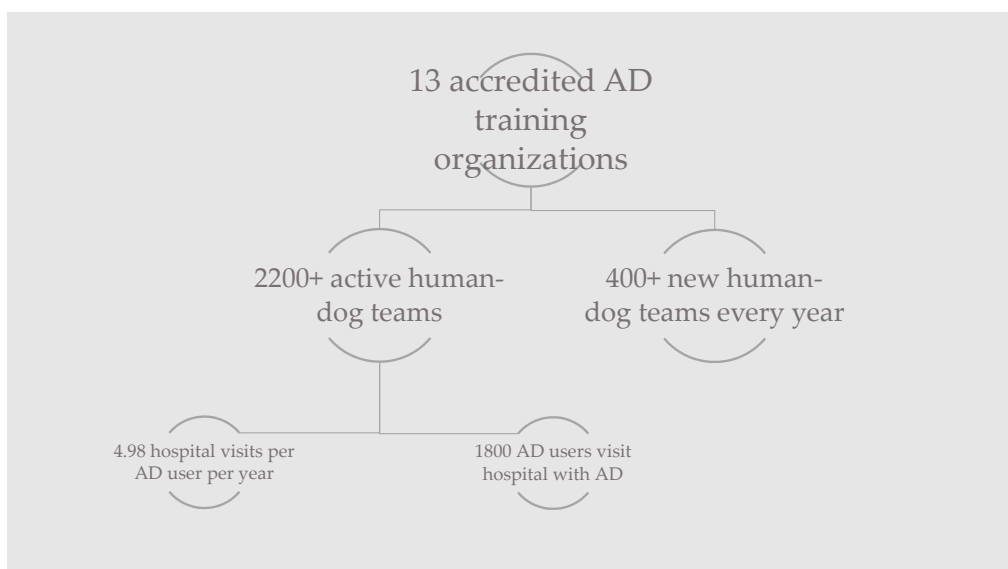 13 accredited AD
training
organizations
2200+ active human-
dog teams
400+ new human-
dog teams every year
4.98 hospital visits per
AD user per year
1800 AD users visit
hospital with AD